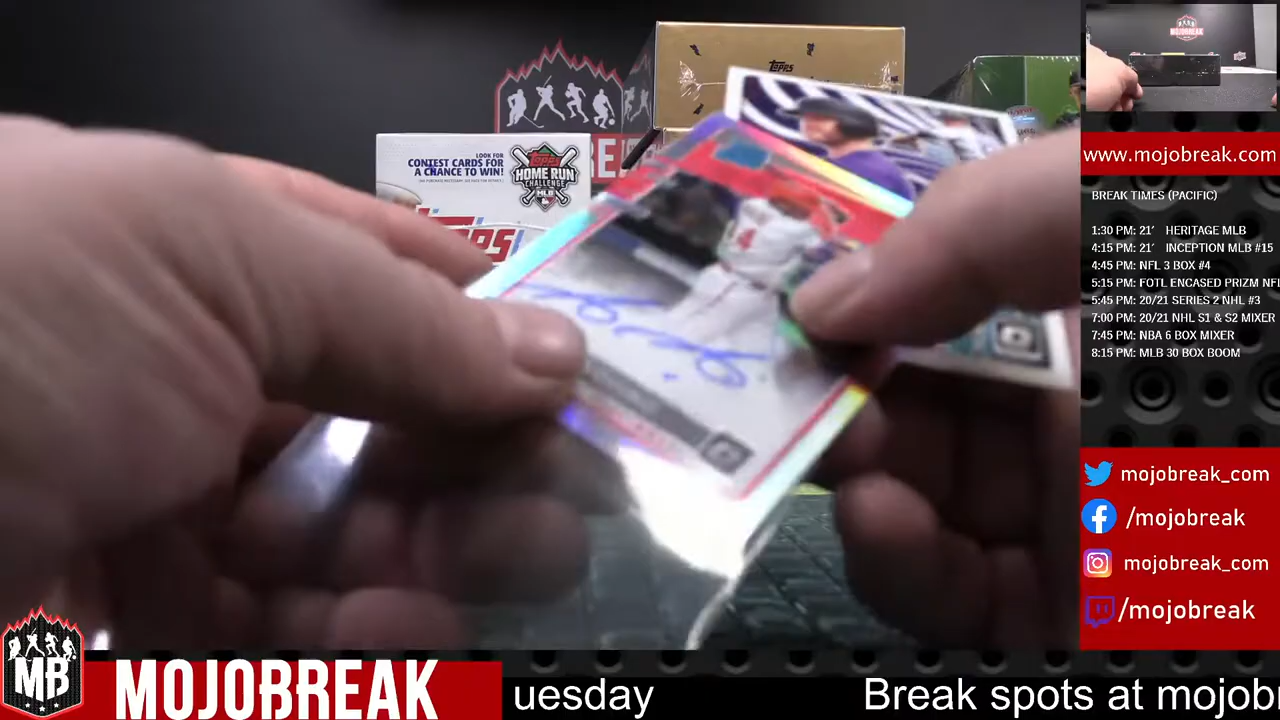 LOOK FOR
CONTEST CARDS FOR
A CHANCE TO WIN!
TOPPS
HOME RUN
CHALLENGE
MLB
TOPPS
4
MOJOBREAK
www.mojobreak.com
BREAK TIMES (PACIFIC)
1:30 PM: 21' HERITAGE MLB
4:15 PM: 21' INCEPTION MLB #15
4:45 PM: NFL 3 BOX #4
5:15 PM: FOTL ENCASED PRIZM NFL
5:45 PM: 20/21 SERIES 2 NHL #3
7:00 PM: 20/21 NHL S1 & S2 MIXER
7:45 PM: NBA 6 BOX MIXER
8:15 PM: MLB 30 BOX BOOM
mojobreak_com
/mojobreak
mojobreak_com
/mojobreak
MB
MOJOBREAK
uesday
Break spots at mojob